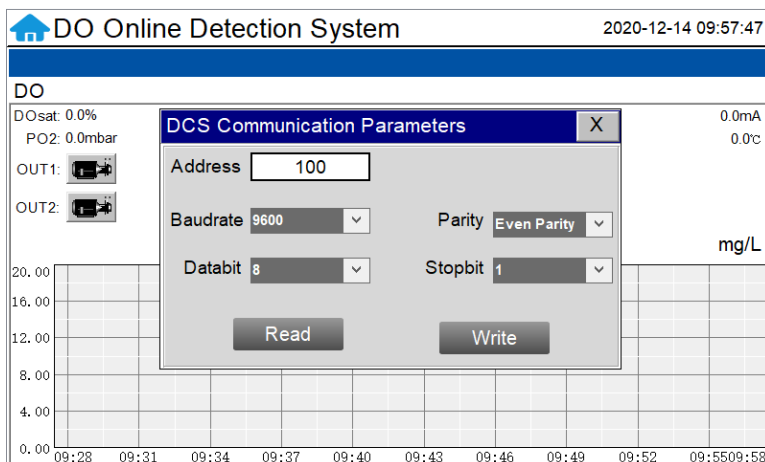 DO Online Detection System 2020-12-14 09:57:47
DO
DOsat: 0.0% 0.0mA
PO2: 0.0mbar 0.0℃
OUT1:
OUT2:
DCS Communication Parameters X
Address 100
Baudrate 9600 Parity Even Parity
Databit 8 Stopbit 1
Read Write
mg/L
20.00
16.00
12.00
8.00
4.00
0.00
09:28 09:31 09:34 09:37 09:40 09:43 09:46 09:49 09:52 09:5509:58